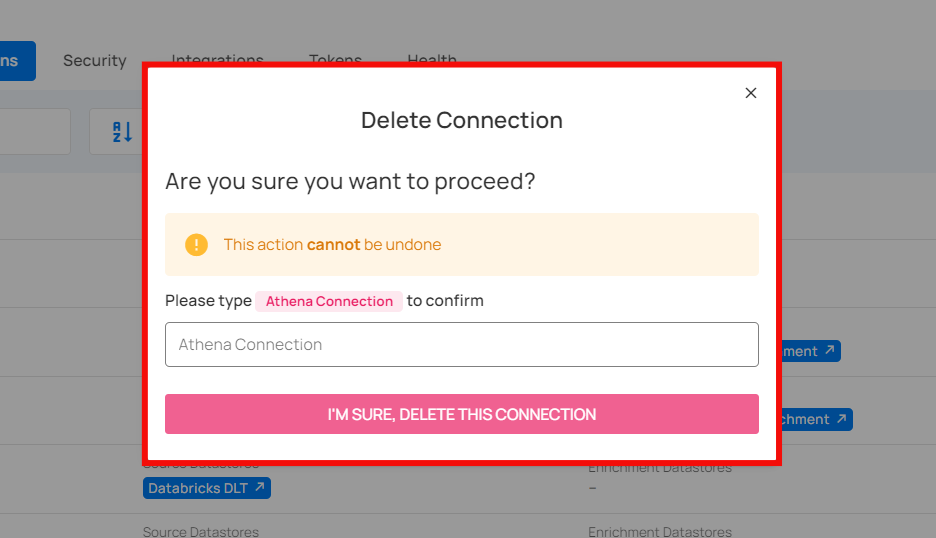 ns Security Integrations Tokens Health
A
Z
Delete Connection
Are you sure you want to proceed?
This action cannot be undone
Please type Athena Connection to confirm
Athena Connection
ment
I'M SURE, DELETE THIS CONNECTION
chment
Source Datastores Enrichment Datastores
Databricks DLT –
Source Datastores Enrichment Datastores